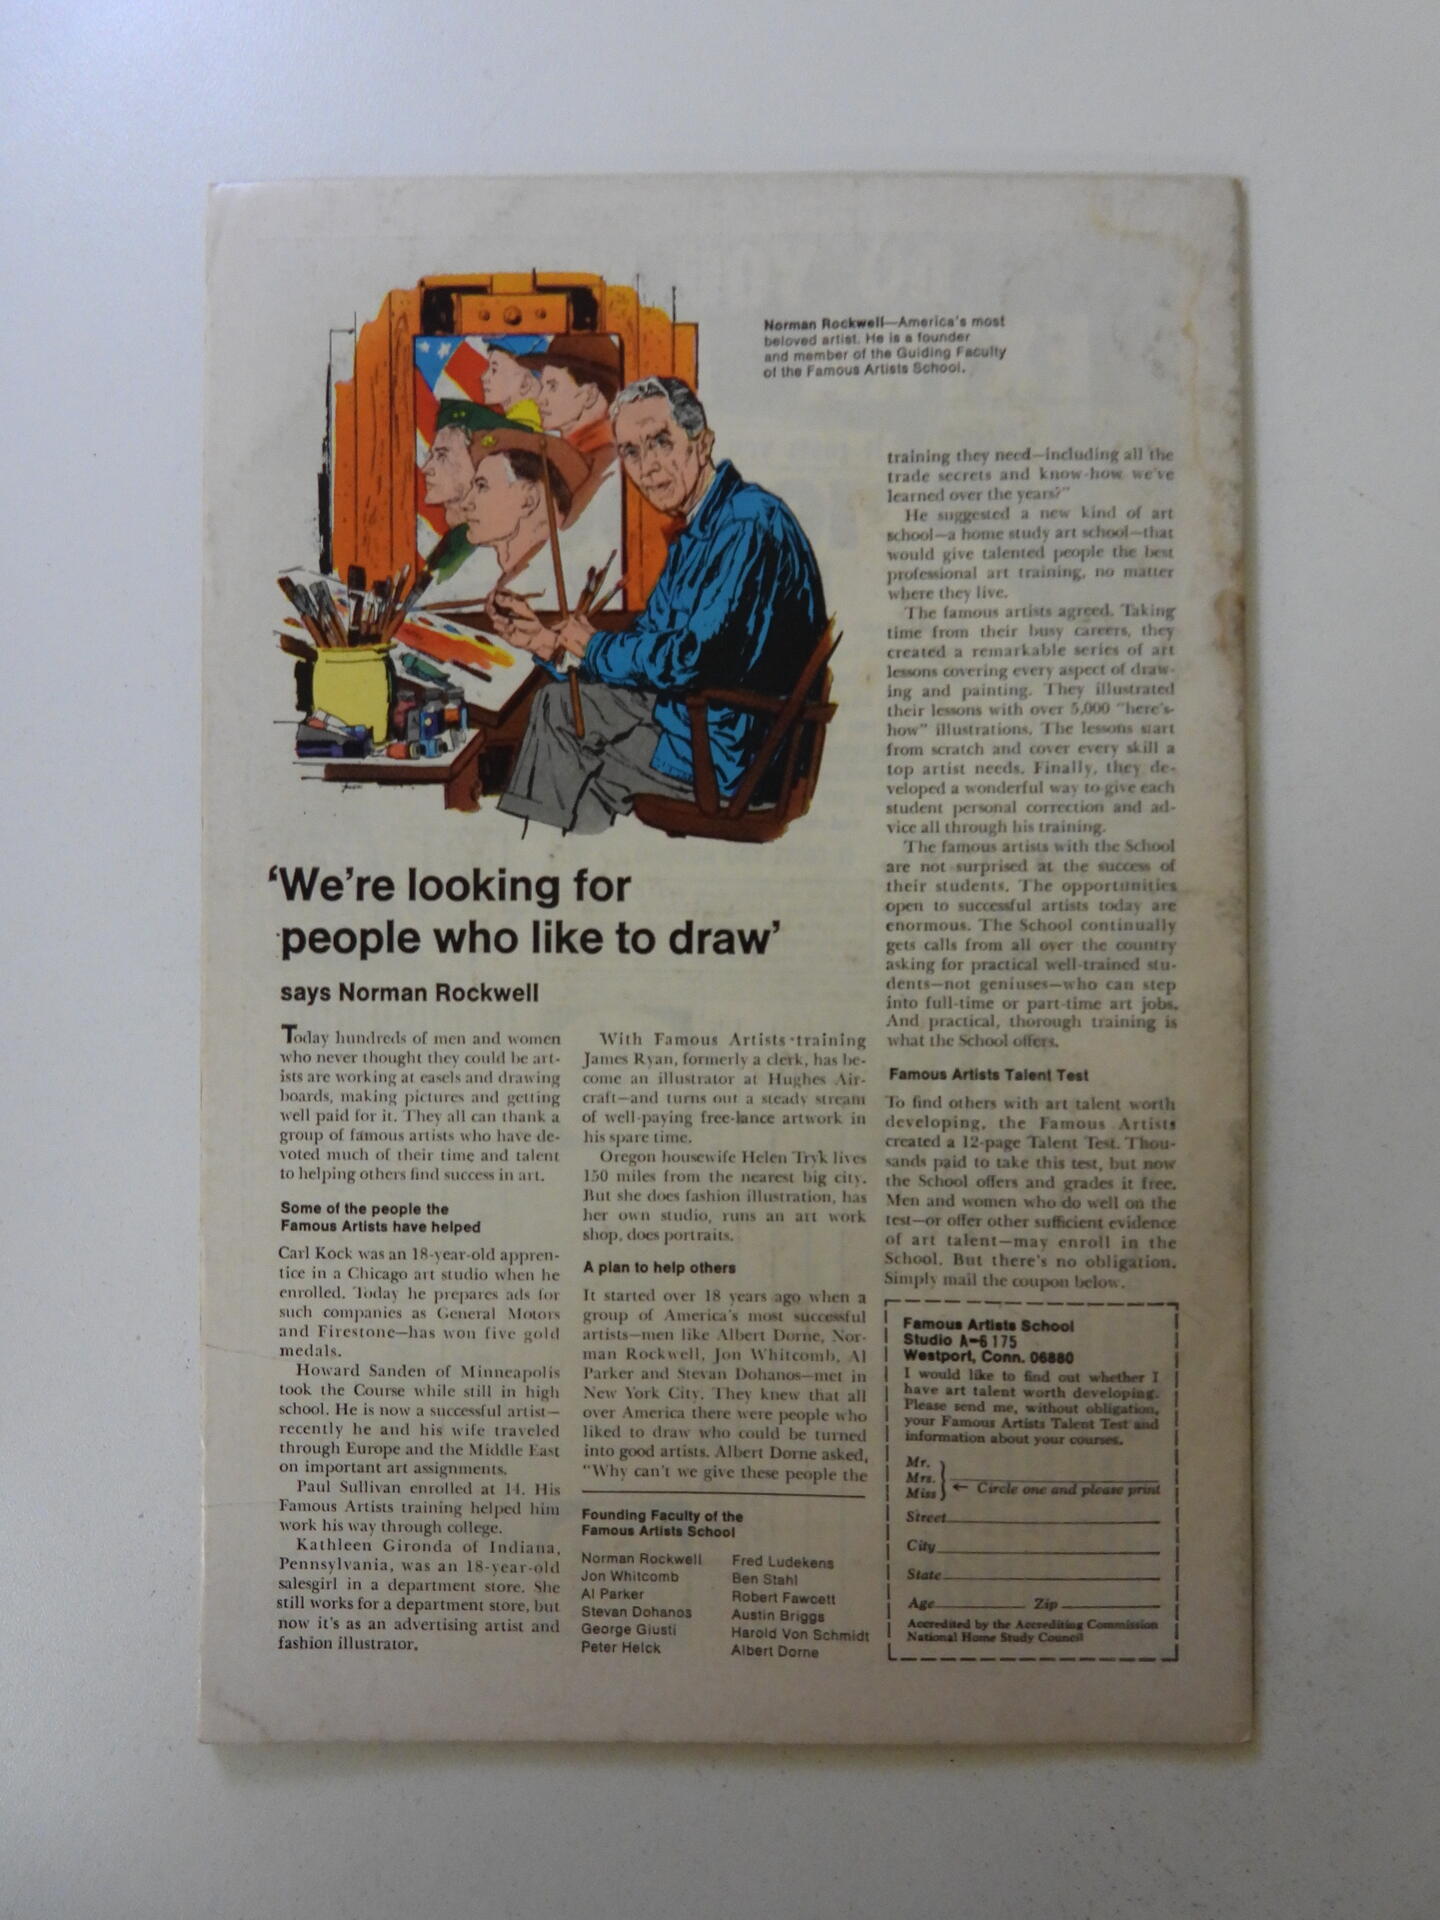 Norman Rockwell—America's most
beloved artist. He is a founder
and member of the Guiding Faculty
of the Famous Artists School.
'We're looking for
people who like to draw'
says Norman Rockwell
Today hundreds of men and women
who never thought they could be art-
ists are working at easels and drawing
boards, making pictures and getting
well paid for it. They all can thank a
group of famous artists who have de-
voted much of their time and talent
to helping others find success in art.
Some of the people the
Famous Artists have helped
Carl Kock was an 18-year-old appren-
tice in a Chicago art studio when he
enrolled. Today he prepares ads for
such companies as General Motors
and Firestone—has won five gold
medals.
Howard Sanden of Minneapolis
took the Course while still in high
school. He is now a successful artist—
recently he and his wife traveled
through Europe and the Middle East
on important art assignments.
Paul Sullivan enrolled at 14. His
Famous Artists training helped him
work his way through college.
Kathleen Gironda of Indiana,
Pennsylvania, was an 18-year-old
salesgirl in a department store. She
still works for a department store, but
now it's as an advertising artist and
fashion illustrator.
With Famous Artists training
James Ryan, formerly a clerk, has be-
come an illustrator at Hughes Air-
craft—and turns out a steady stream
of well-paying free-lance artwork in
his spare time.
Oregon housewife Helen Tryk lives
150 miles from the nearest big city.
But she does fashion illustration, has
her own studio, runs an art work
shop, does portraits.
A plan to help others
It started over 18 years ago when a
group of America's most successful
artists—men like Albert Dorne, Nor-
man Rockwell, Jon Whitcomb, Al
Parker and Stevan Dohanos—met in
New York City. They knew that all
over America there were people who
liked to draw who could be turned
into good artists. Albert Dorne asked,
"Why can't we give these people the
Founding Faculty of the
Famous Artists School
Norman Rockwell
Jon Whitcomb
Al Parker
Stevan Dohanos
George Giusti
Peter Helck
Fred Ludekens
Ben Stahl
Robert Fawcett
Austin Briggs
Harold Von Schmidt
Albert Dorne
training they need—including all the
trade secrets and know-how we've
learned over the years?"
He suggested a new kind of art
school—a home study art school—that
would give talented people the best
professional art training, no matter
where they live.
The famous artists agreed. Taking
time from their busy careers, they
created a remarkable series of art
lessons covering every aspect of draw-
ing and painting. They illustrated
their lessons with over 5,000 "here's-
how" illustrations. The lessons start
from scratch and cover every skill a
top artist needs. Finally, they de-
veloped a wonderful way to give each
student personal correction and ad-
vice all through his training.
The famous artists with the School
are not surprised at the success of
their students. The opportunities
open to successful artists today are
enormous. The School continually
gets calls from all over the country
asking for practical well-trained stu-
dents—not geniuses—who can step
into full-time or part-time art jobs.
And practical, thorough training is
what the School offers.
Famous Artists Talent Test
To find others with art talent worth
developing, the Famous Artists
created a 12-page Talent Test. Thou-
sands paid to take this test, but now
the School offers and grades it free.
Men and women who do well on the
test—or offer other sufficient evidence
of art talent—may enroll in the
School. But there's no obligation.
Simply mail the coupon below.
Famous Artists School
Studio A-6175
Westport, Conn. 06880
I would like to find out whether I
have art talent worth developing.
Please send me, without obligation,
your Famous Artists Talent Test and
information about your courses.
Mr.
Mrs.
Miss
← Circle one and please print
Street
City
State
Age Zip
Accredited by the Accrediting Commission
National Home Study Council